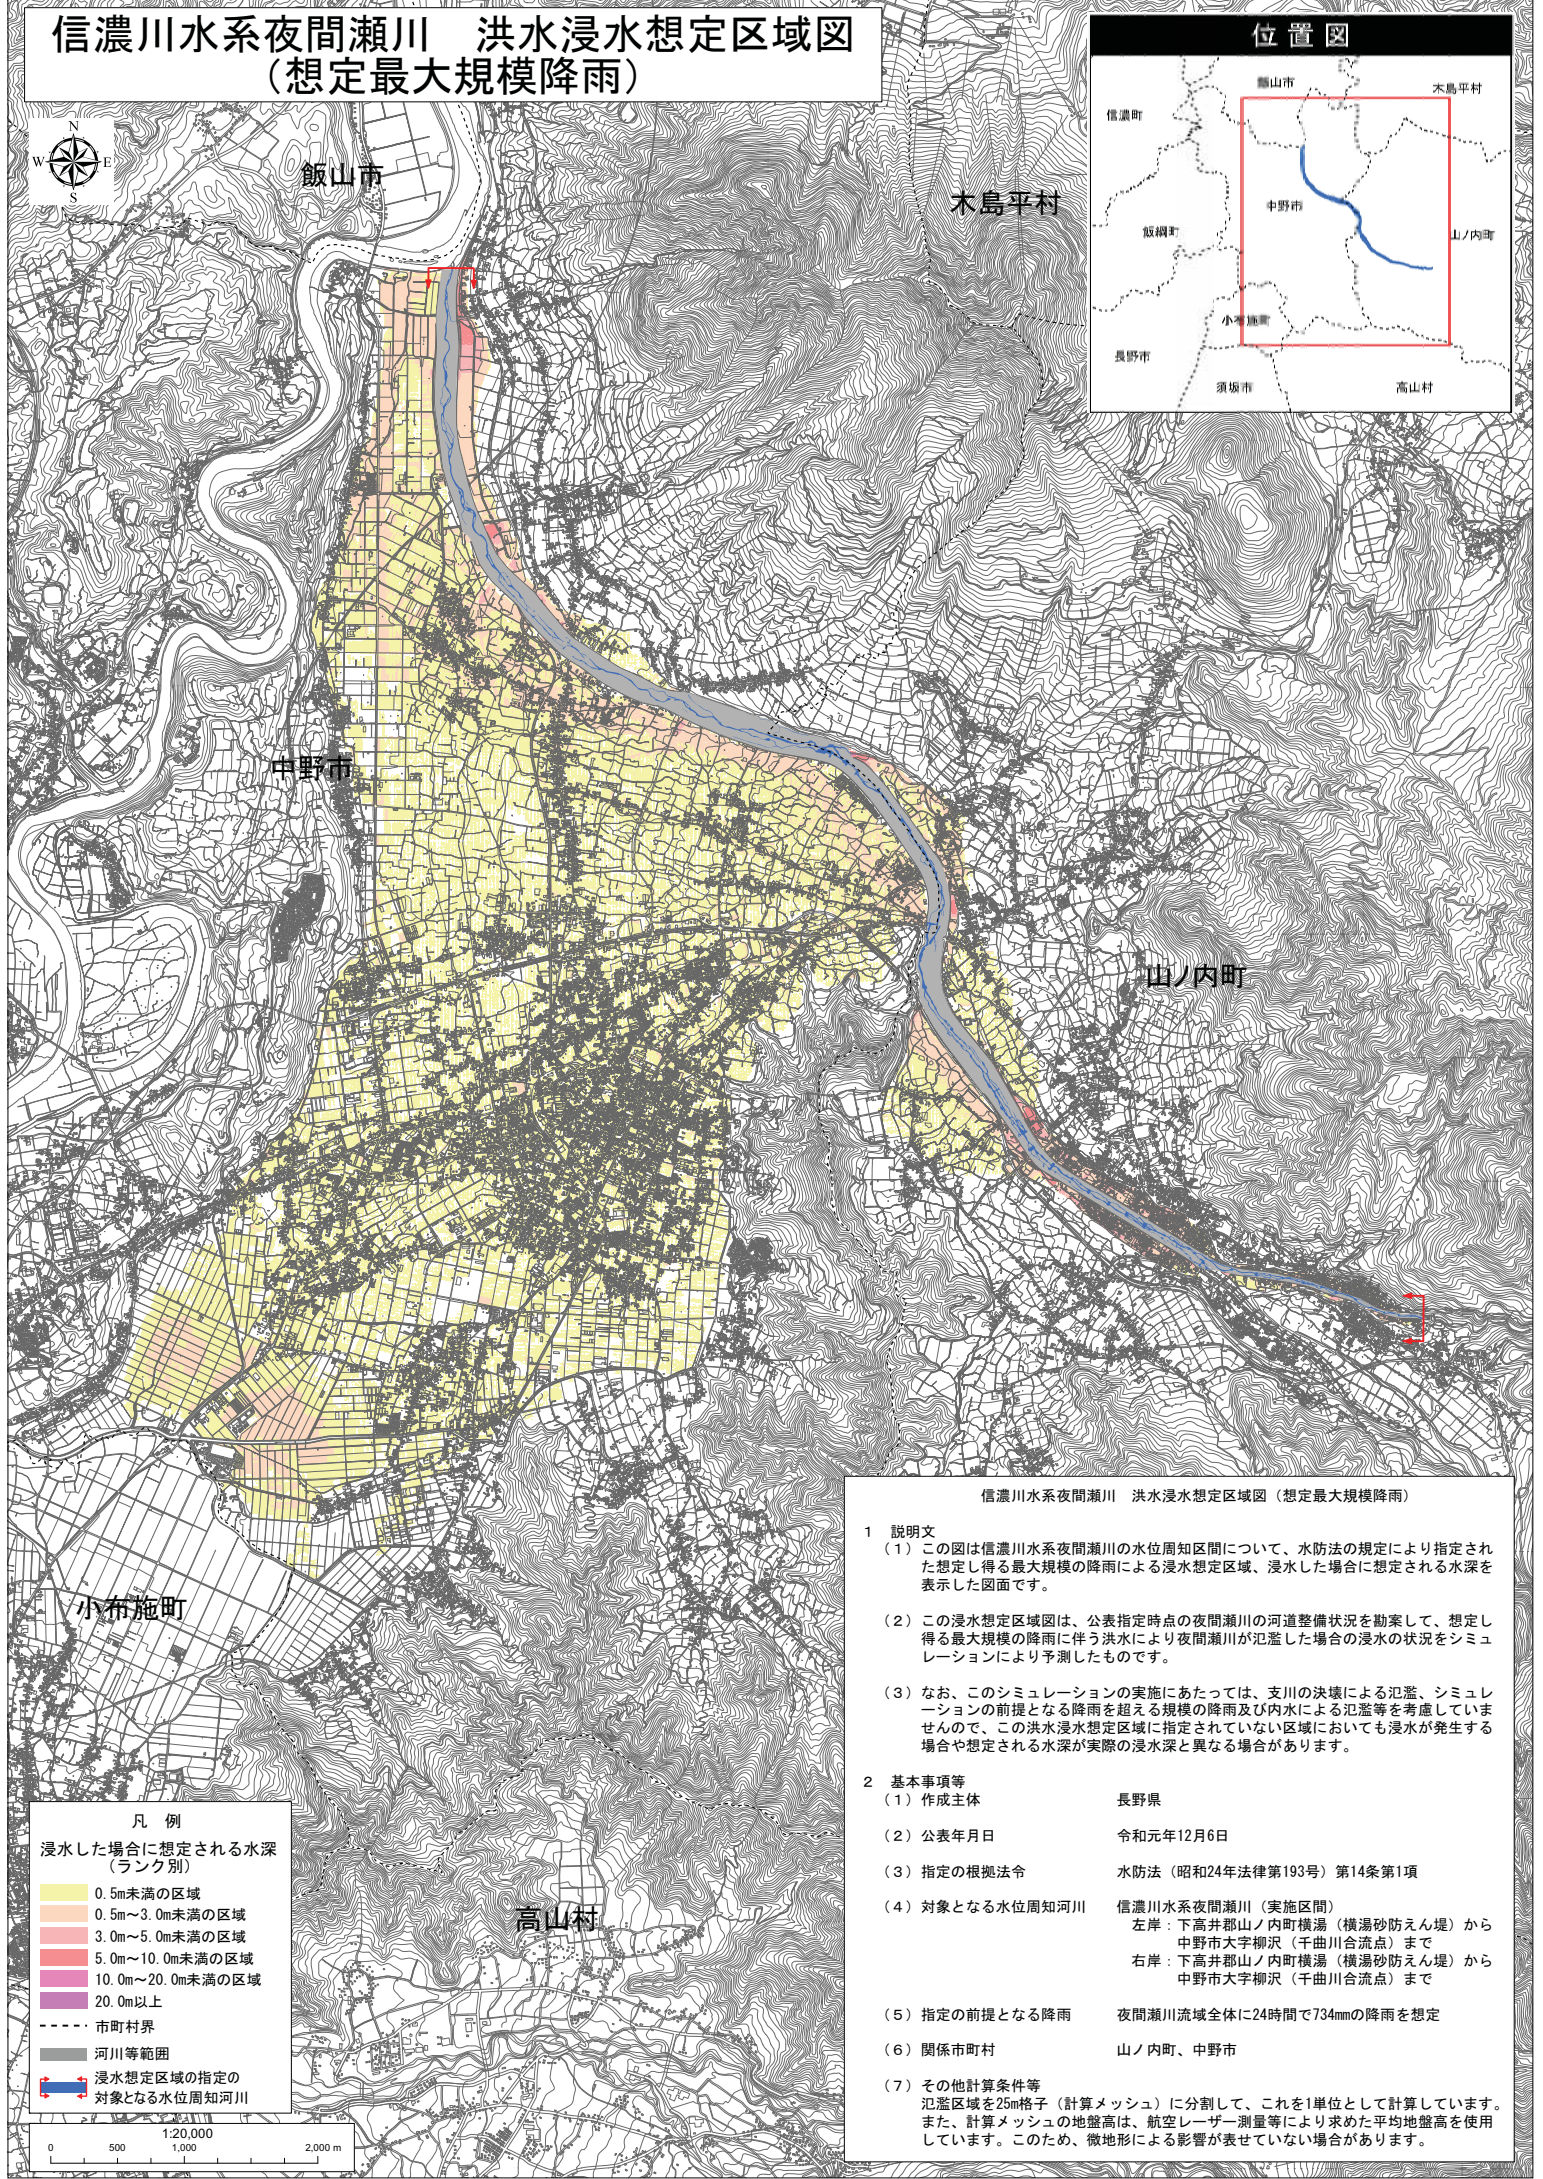 信濃川水系夜間瀬川　洪水浸水想定区域図
（想定最大規模降雨）
位置図
飯山市
木島平村
信濃町
中野市
飯綱町
山ノ内町
小布施町
長野市
須坂市
高山村
N
W
E
S
飯山市
木島平村
中野市
山ノ内町
小布施町
高山村
信濃川水系夜間瀬川　洪水浸水想定区域図（想定最大規模降雨）
1　説明文
（1）この図は信濃川水系夜間瀬川の水位周知区間について、水防法の規定により指定され
た想定し得る最大規模の降雨による浸水想定区域、浸水した場合に想定される水深を
表示した図面です。
（2）この浸水想定区域図は、公表指定時点の夜間瀬川の河道整備状況を勘案して、想定し
得る最大規模の降雨に伴う洪水により夜間瀬川が氾濫した場合の浸水の状況をシミュ
レーションにより予測したものです。
（3）なお、このシミュレーションの実施にあたっては、支川の決壊による氾濫、シミュレ
ーションの前提となる降雨を超える規模の降雨及び内水による氾濫等を考慮していま
せんので、この洪水浸水想定区域に指定されていない区域においても浸水が発生する
場合や想定される水深が実際の浸水深と異なる場合があります。
2　基本事項等
（1）作成主体　長野県
（2）公表年月日　令和元年12月6日
（3）指定の根拠法令　水防法（昭和24年法律第193号）第14条第1項
（4）対象となる水位周知河川　信濃川水系夜間瀬川（実施区間）
左岸：下高井郡山ノ内町横湯（横湯砂防えん堤）から
中野市大字柳沢（千曲川合流点）まで
右岸：下高井郡山ノ内町横湯（横湯砂防えん堤）から
中野市大字柳沢（千曲川合流点）まで
（5）指定の前提となる降雨　夜間瀬川流域全体に24時間で734mmの降雨を想定
（6）関係市町村　山ノ内町、中野市
（7）その他計算条件等
氾濫区域を25m格子（計算メッシュ）に分割して、これを1単位として計算しています。
また、計算メッシュの地盤高は、航空レーザー測量等により求めた平均地盤高を使用
しています。このため、微地形による影響が表せていない場合があります。
凡　例
浸水した場合に想定される水深
（ランク別）
0.5m未満の区域
0.5m～3.0m未満の区域
3.0m～5.0m未満の区域
5.0m～10.0m未満の区域
10.0m～20.0m未満の区域
20.0m以上
市町村界
河川等範囲
浸水想定区域の指定の
対象となる水位周知河川
1:20,000
0　500　1,000　2,000 m